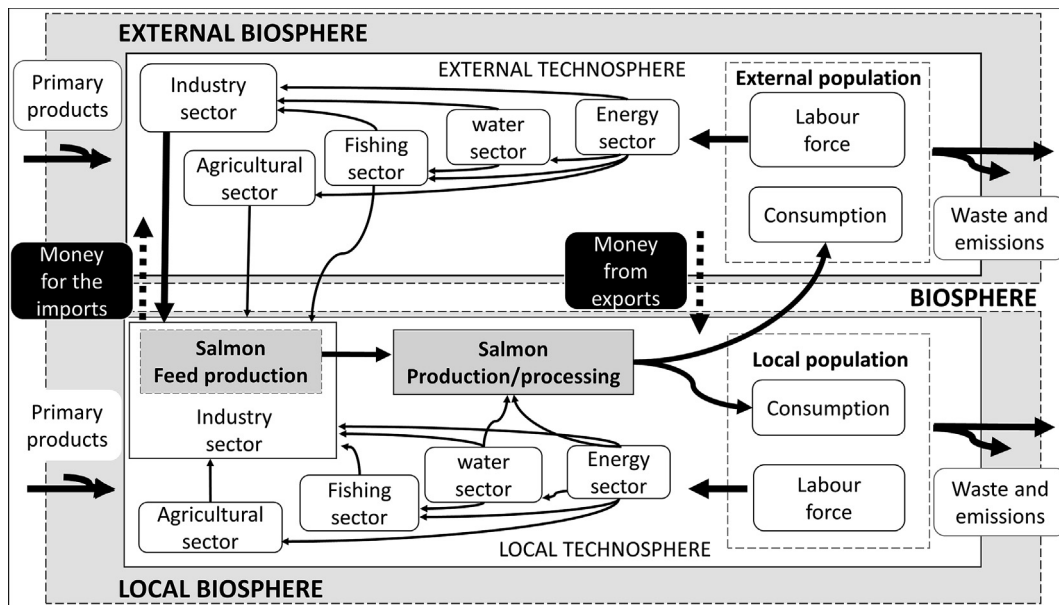 EXTERNAL BIOSPHERE
Primary
products
Industry
sector
EXTERNAL TECHNOSPHERE
Fishing
sector
water
sector
Energy
sector
Agricultural
sector
External population
Labour
force
Consumption
Waste and
emissions
Money
for the
imports
Money
from
exports
BIOSPHERE
Salmon
Feed production
Salmon
Production/processing
Local population
Consumption
Primary
products
Industry
sector
water
sector
Energy
sector
Fishing
sector
Agricultural
sector
Labour
force
Waste and
emissions
LOCAL TECHNOSPHERE
LOCAL BIOSPHERE